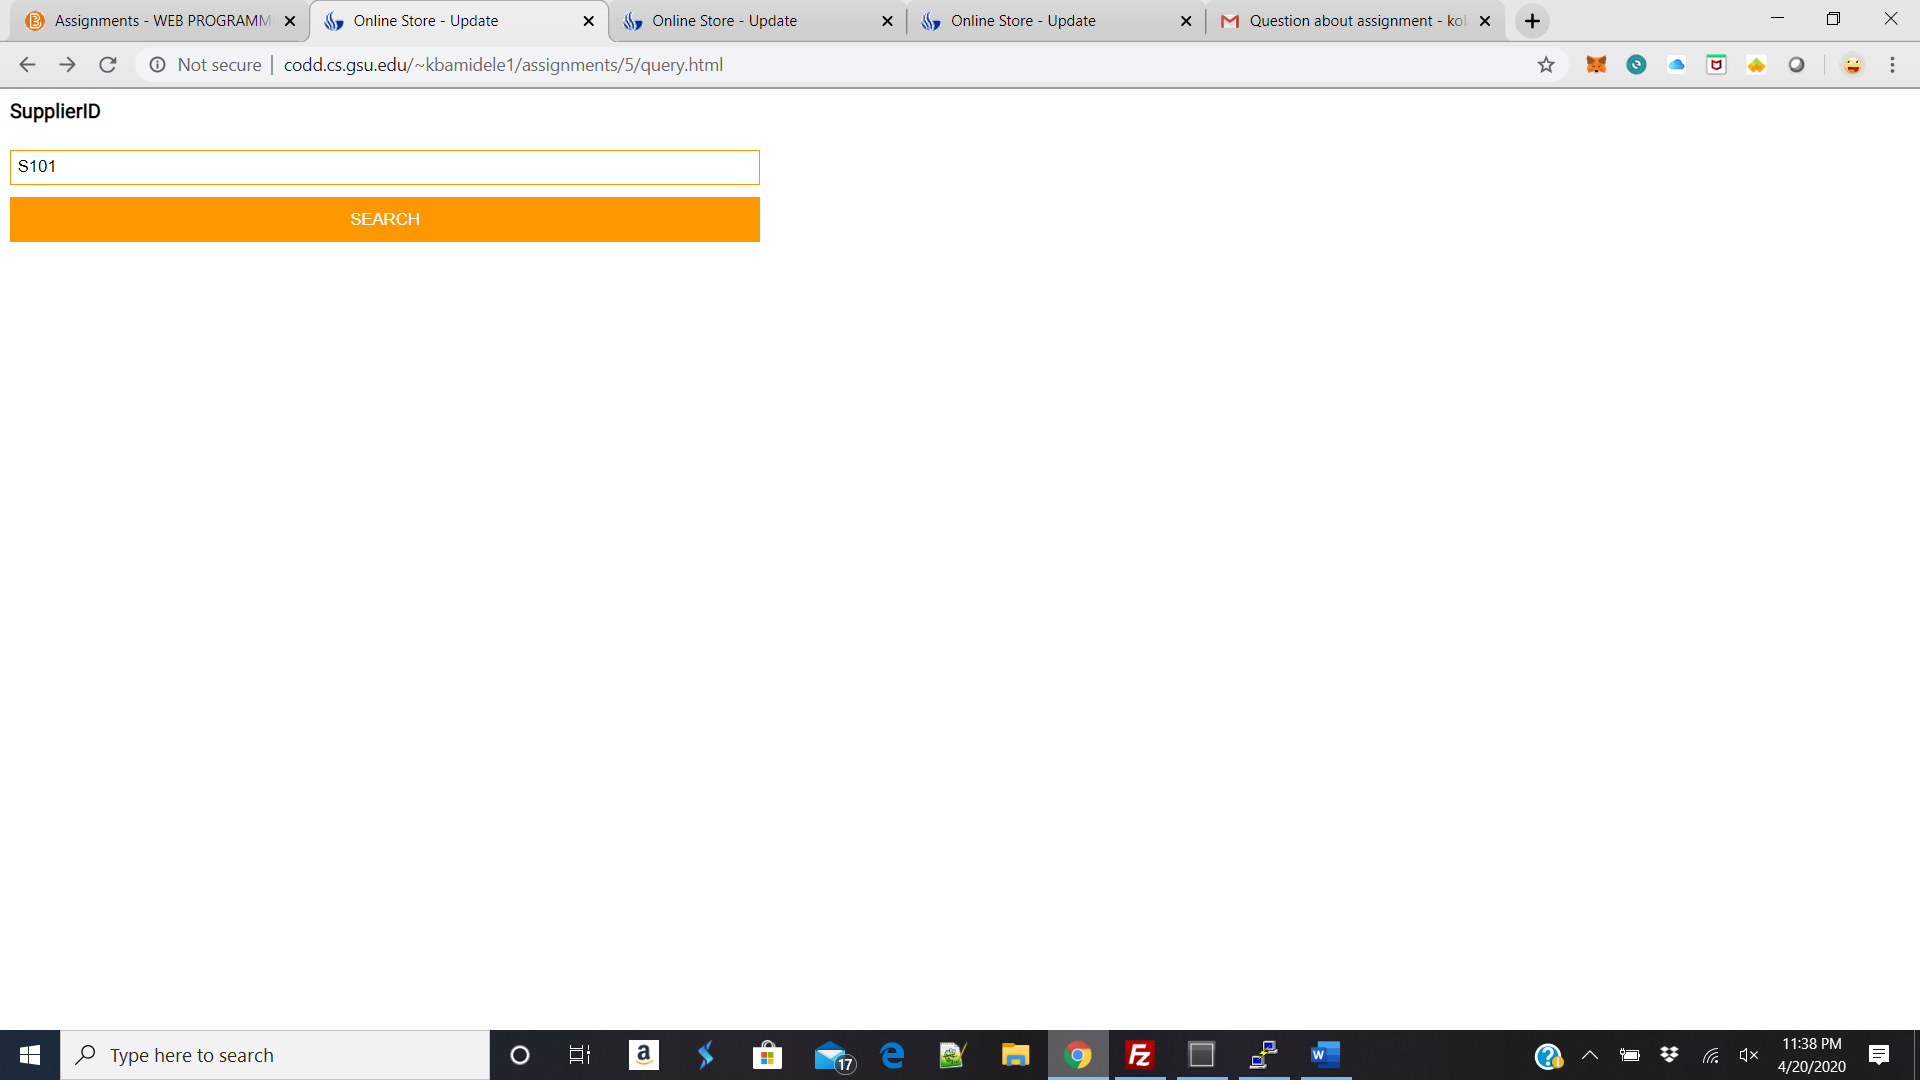 Assignments - WEB PROGRAMM
Online Store - Update
Online Store - Update
Online Store - Update
Question about assignment - kol
Not secure | codd.cs.gsu.edu/~kbamidele1/assignments/5/query.html
SupplierID
S101
SEARCH
Type here to search
17
11:38 PM
4/20/2020